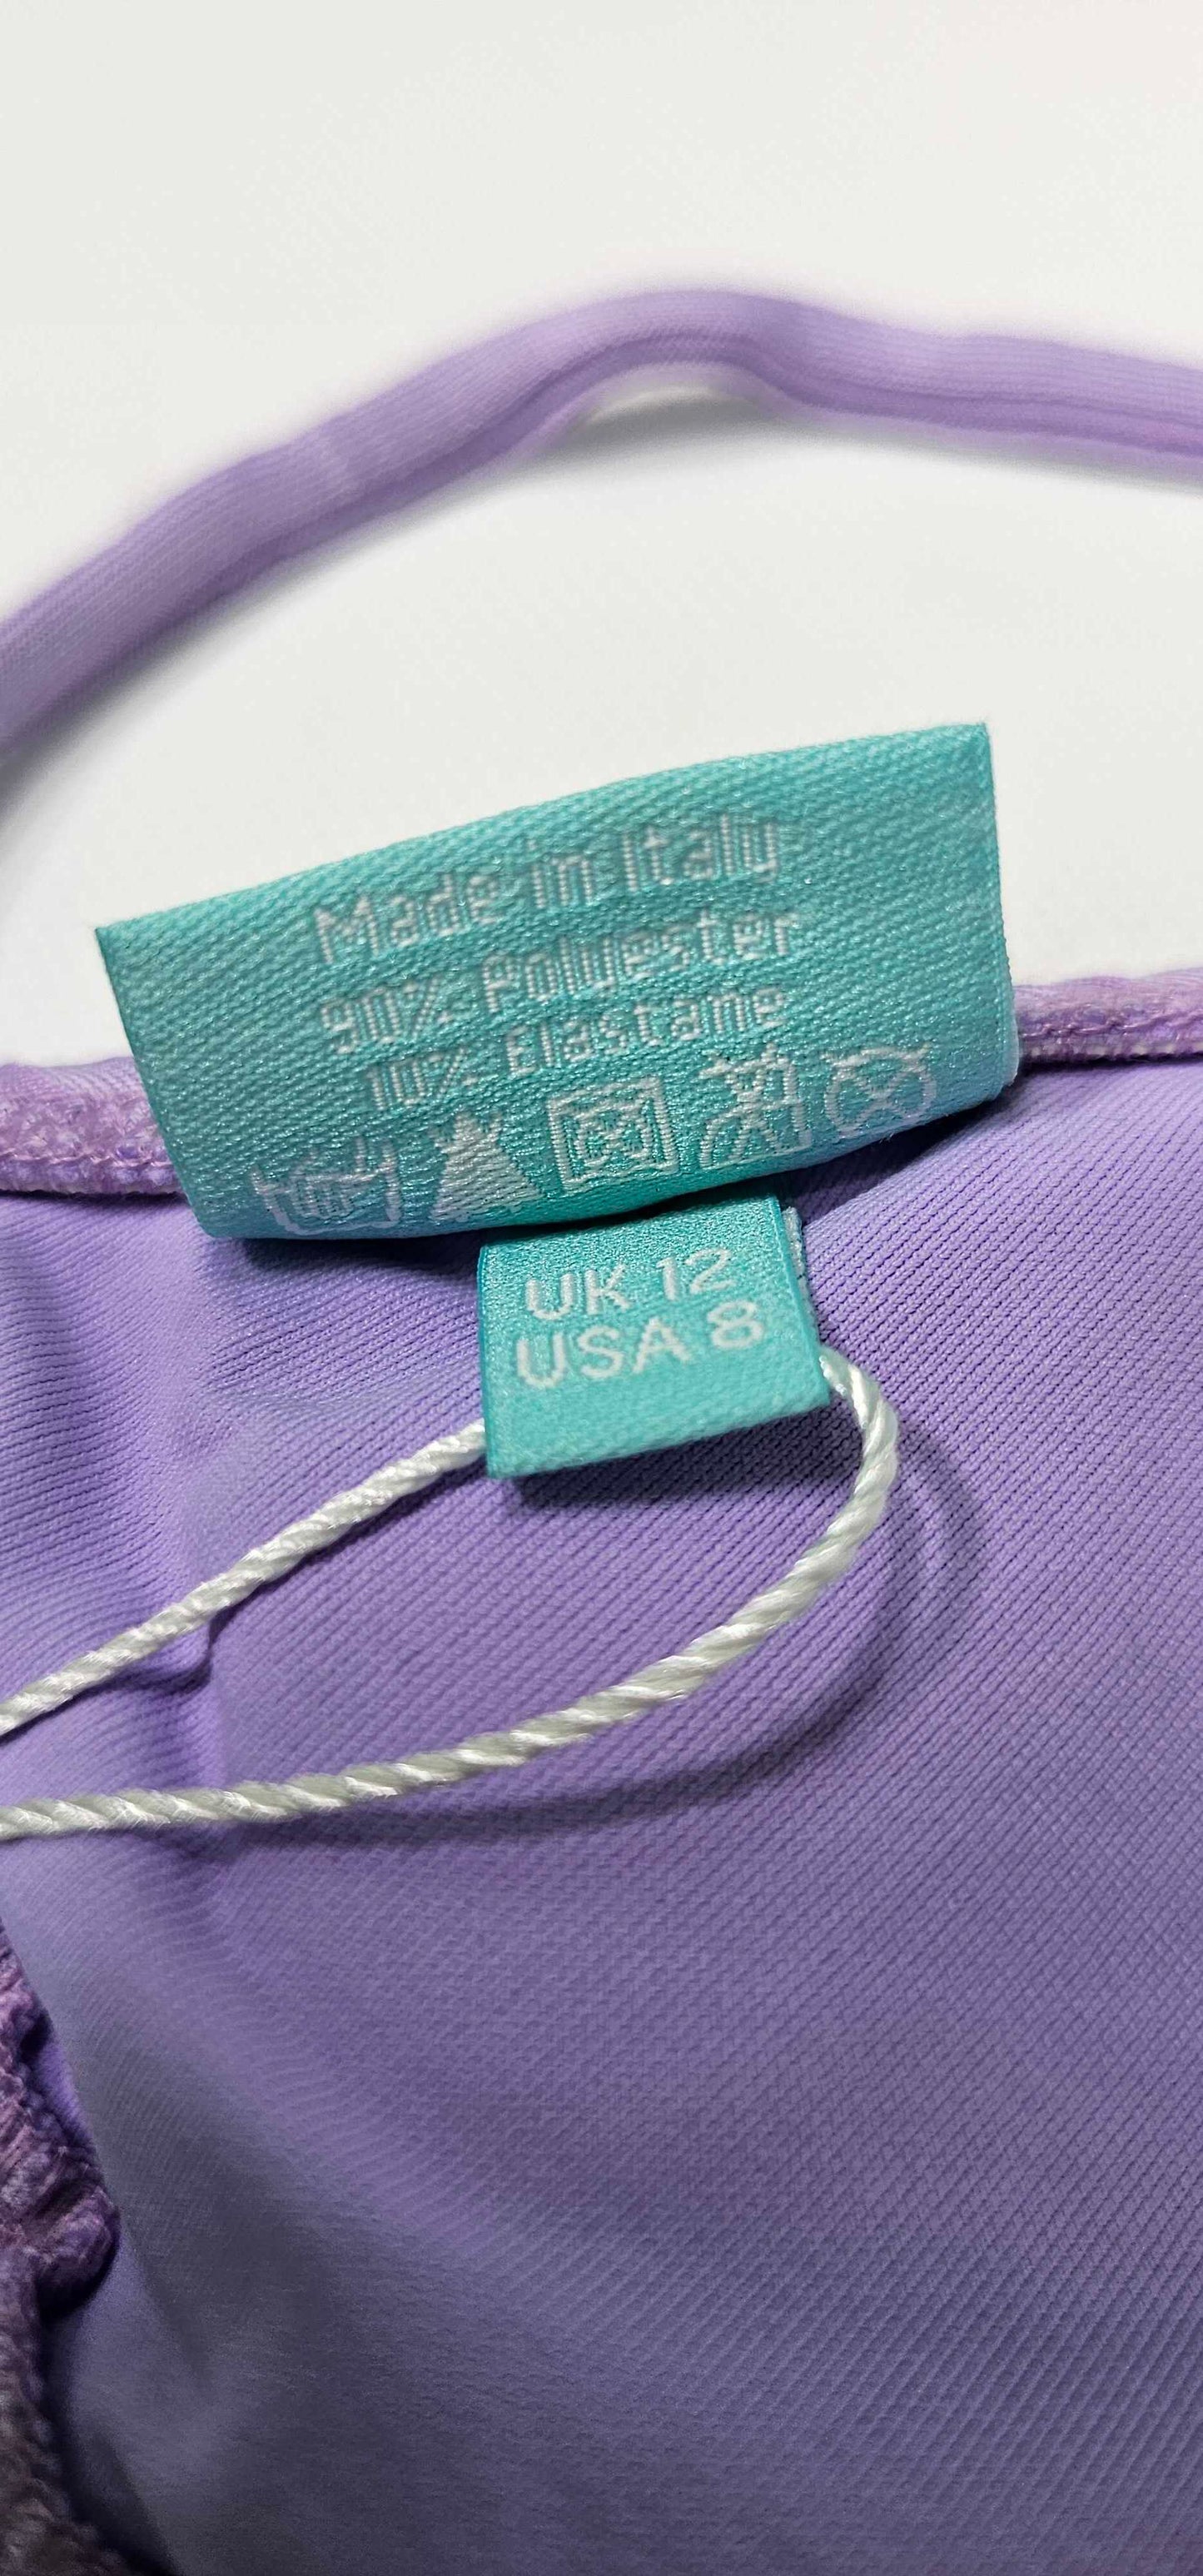 Made in Italy
90% Polyester
10% Elastane
UK 12
USA 8